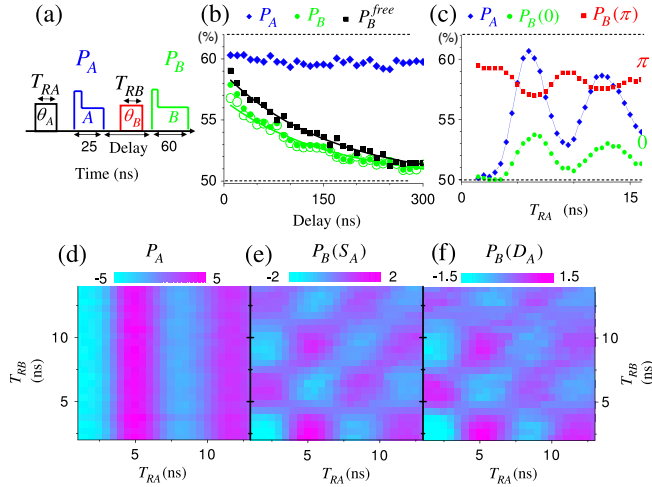 (a)
P_A
P_B
T_RA
T_RB
θ_A
A
θ_B
B
25
Delay
60
Time (ns)
(b)
P_A
P_B
P_B^free
(%)
60
55
50
0
150
300
Delay (ns)
(c)
P_A
P_B(0)
P_B(π)
(%)
60
55
50
π
0
5
15
T_RA (ns)
(d)
P_A
-5
5
T_RB (ns)
10
5
5
10
T_RA (ns)
(e)
P_B(S_A)
-2
2
5
10
T_RA (ns)
(f)
P_B(D_A)
-1.5
1.5
10
5
T_RB (ns)
5
10
T_RA (ns)